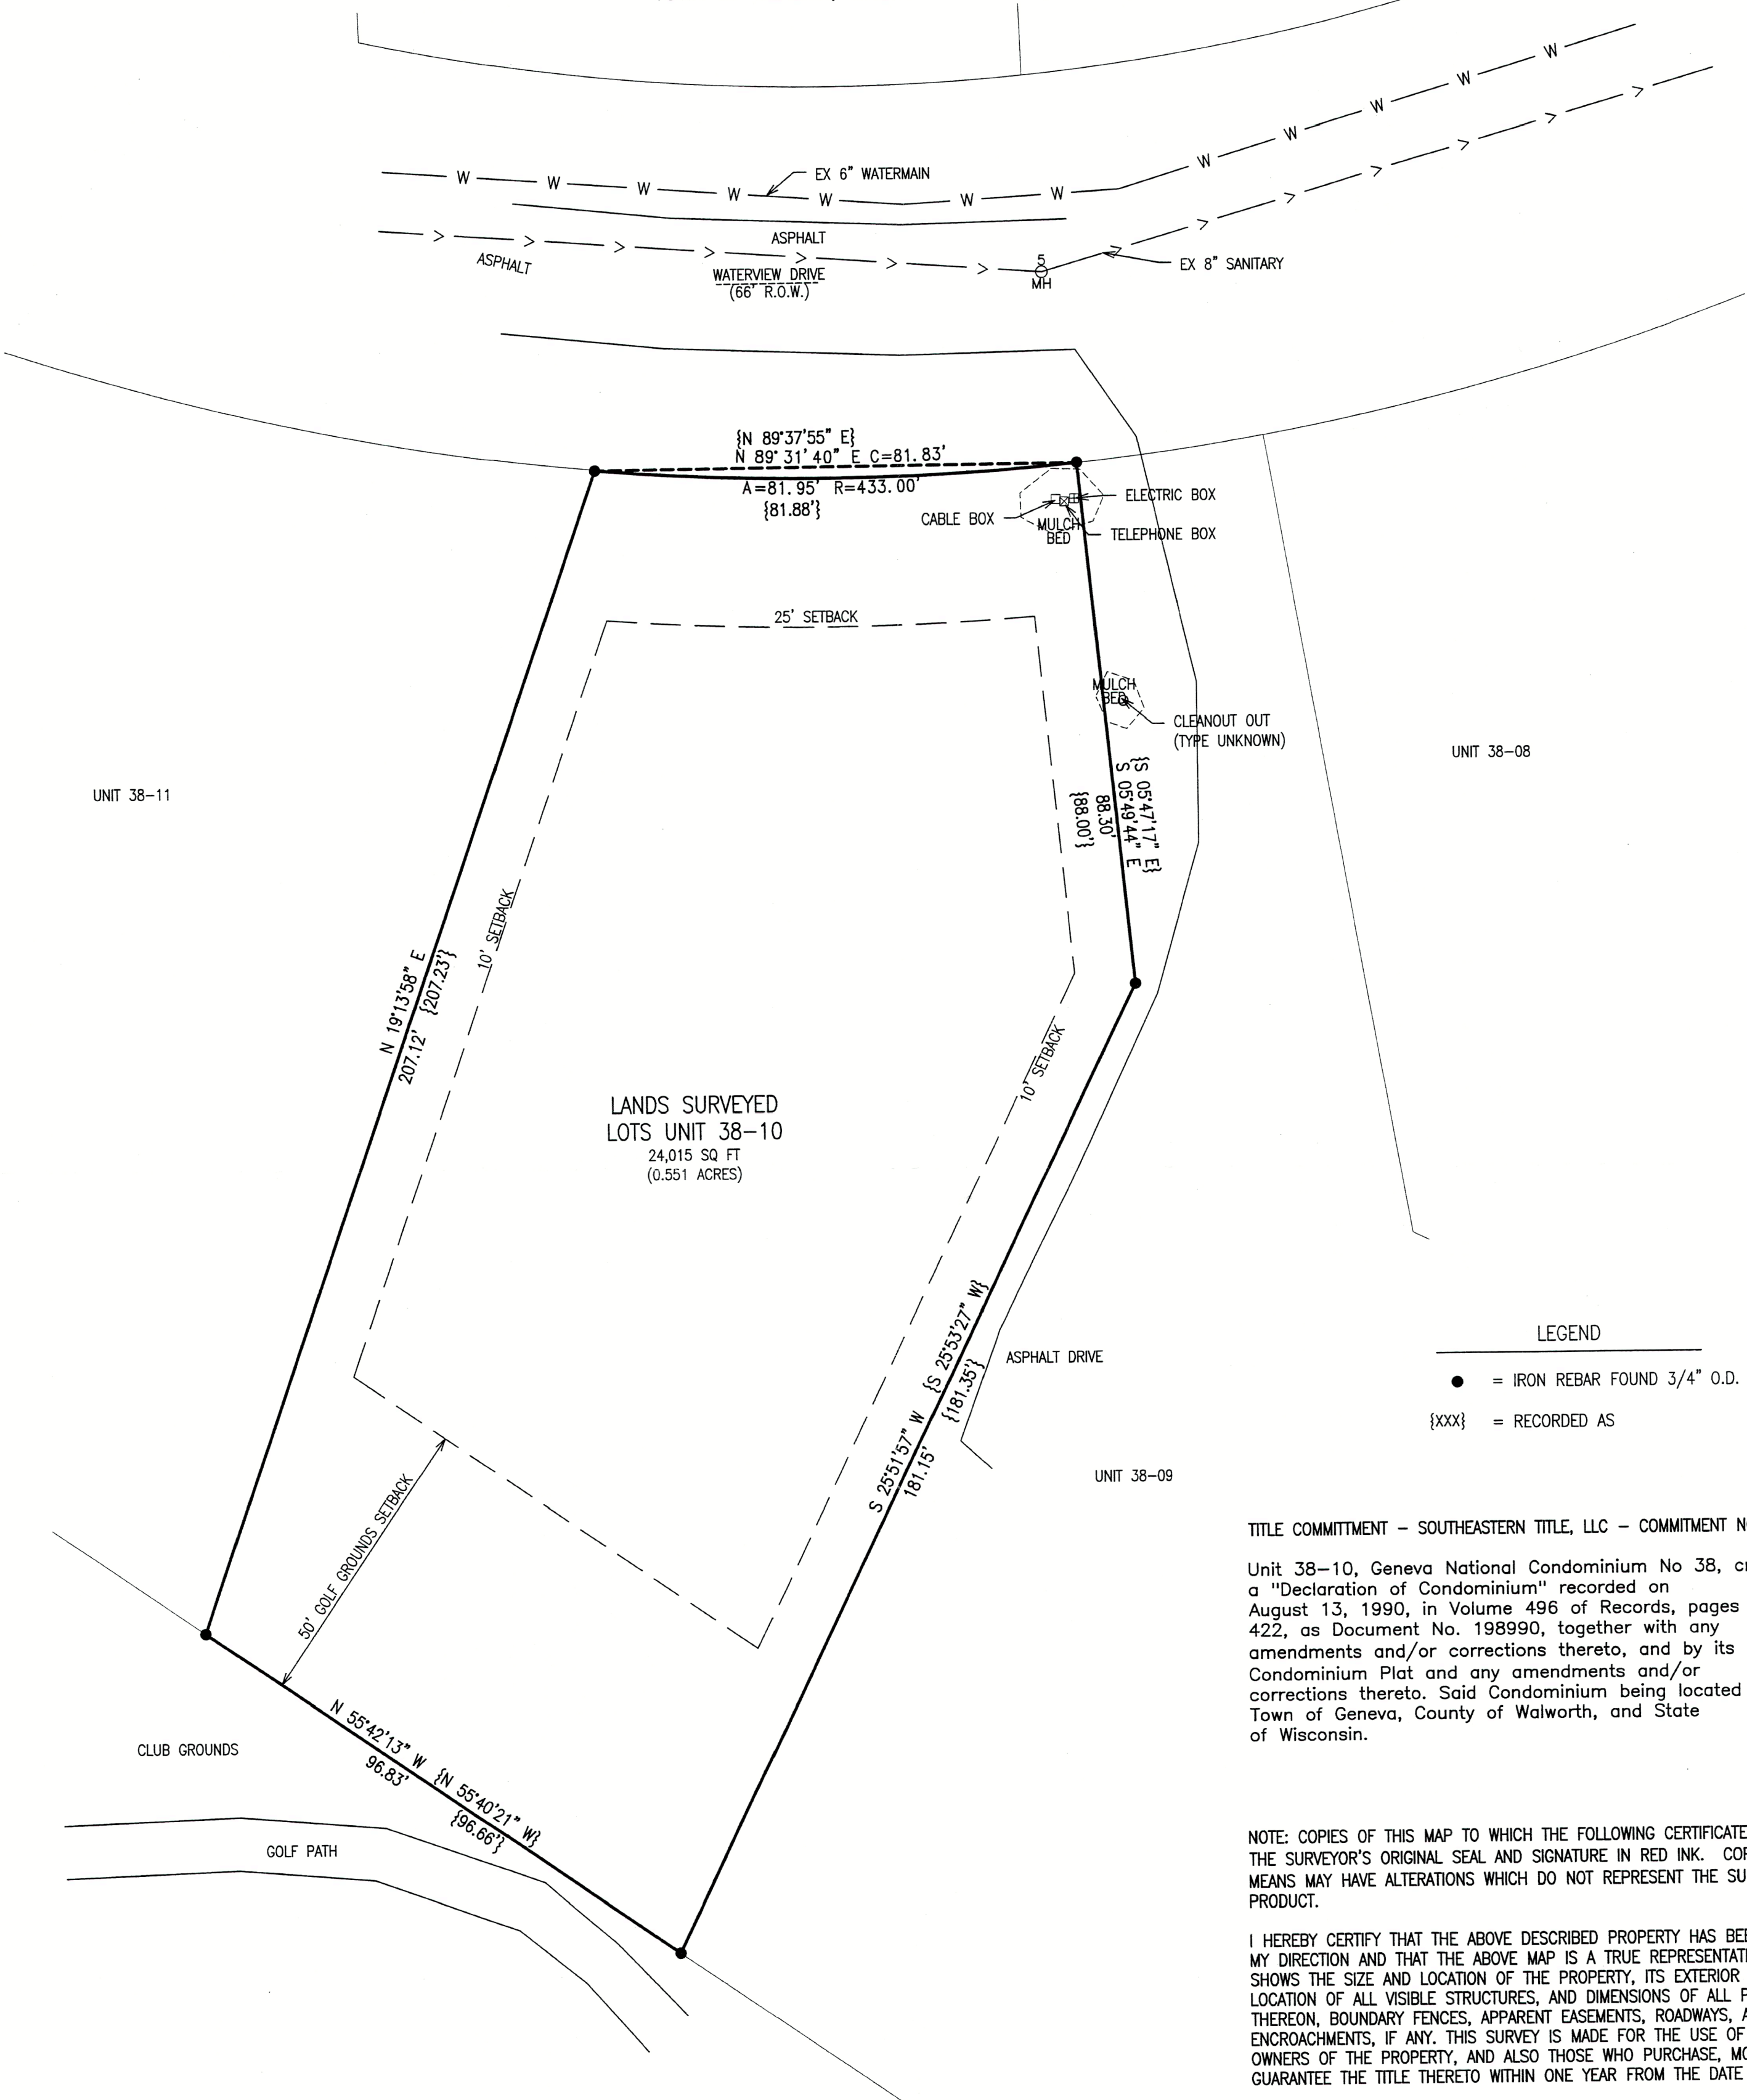 W W W W W W W W W W W W W
EX 6" WATERMAIN
ASPHALT
ASPHALT
WATERVIEW DRIVE
(66' R.O.W.)
5
MH
EX 8" SANITARY
{N 89°37'55" E}
N 89°31'40" E C=81.83'
A=81.95' R=433.00'
{81.88'}
ELECTRIC BOX
CABLE BOX
MULCH
BED
TELEPHONE BOX
25' SETBACK
MULCH
BED
CLEANOUT OUT
(TYPE UNKNOWN)
UNIT 38-08
UNIT 38-11
{S 05°47'17" E}
S 05°49'44" E
88.30'
{88.00'}
10' SETBACK
N 19°13'58" E
207.12' {207.23'}
10' SETBACK
LANDS SURVEYED
LOTS UNIT 38-10
24,015 SQ FT
(0.551 ACRES)
S 25°51'57" W {S 25°53'27" W}
181.15' {181.35'}
ASPHALT DRIVE
UNIT 38-09
50' GOLF GROUNDS SETBACK
N 55°42'13" W {N 55°40'21" W}
96.83' {96.66'}
CLUB GROUNDS
GOLF PATH
LEGEND
= IRON REBAR FOUND 3/4" O.D.
{XXX} = RECORDED AS
TITLE COMMITTMENT - SOUTHEASTERN TITLE, LLC - COMMITMENT
Unit 38-10, Geneva National Condominium No 38,
a "Declaration of Condominium" recorded on
August 13, 1990, in Volume 496 of Records, pages
422, as Document No. 198990, together with any
amendments and/or corrections thereto, and by its
Condominium Plat and any amendments and/or
corrections thereto. Said Condominium being located
Town of Geneva, County of Walworth, and State
of Wisconsin.
NOTE: COPIES OF THIS MAP TO WHICH THE FOLLOWING CERTIFICATE
THE SURVEYOR'S ORIGINAL SEAL AND SIGNATURE IN RED INK.
MEANS MAY HAVE ALTERATIONS WHICH DO NOT REPRESENT THE
PRODUCT.
I HEREBY CERTIFY THAT THE ABOVE DESCRIBED PROPERTY HAS
MY DIRECTION AND THAT THE ABOVE MAP IS A TRUE
SHOWS THE SIZE AND LOCATION OF THE PROPERTY, ITS EXTERIOR
LOCATION OF ALL VISIBLE STRUCTURES, AND DIMENSIONS OF ALL
THEREON, BOUNDARY FENCES, APPARENT EASEMENTS, ROADWAYS,
ENCROACHMENTS, IF ANY. THIS SURVEY IS MADE FOR THE USE OF
OWNERS OF THE PROPERTY, AND ALSO THOSE WHO PURCHASE,
GUARANTEE THE TITLE THERETO WITHIN ONE YEAR FROM THE DATE